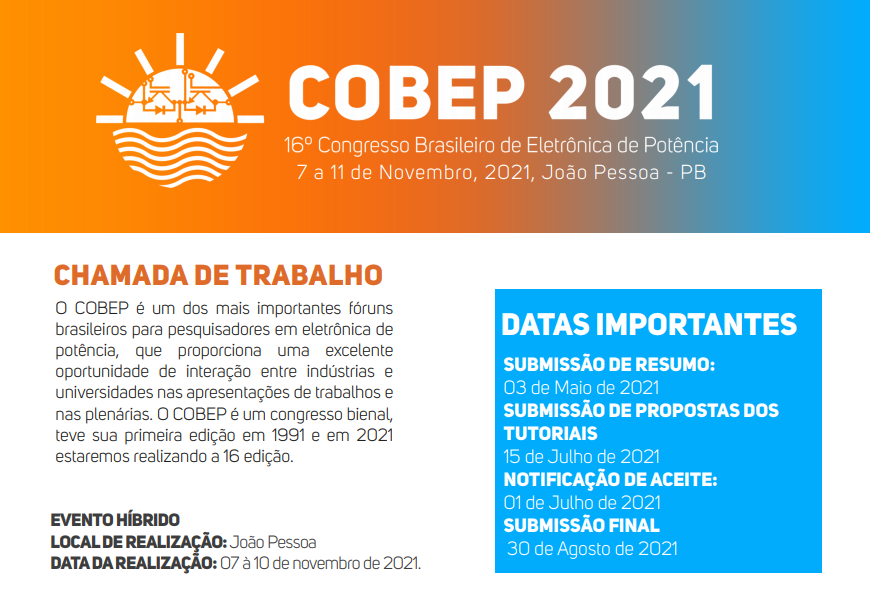 COBEP 2021
16º Congresso Brasileiro de Eletrônica de Potência
7 a 11 de Novembro, 2021, João Pessoa - PB
CHAMADA DE TRABALHO
O COBEP é um dos mais importantes fóruns
brasileiros para pesquisadores em eletrônica de
potência, que proporciona uma excelente
oportunidade de interação entre indústrias e
universidades nas apresentações de trabalhos e
nas plenárias. O COBEP é um congresso bienal,
teve sua primeira edição em 1991 e em 2021
estaremos realizando a 16 edição.
EVENTO HÍBRIDO
LOCAL DE REALIZAÇÃO: João Pessoa
DATA DA REALIZAÇÃO: 07 à 10 de novembro de 2021.
DATAS IMPORTANTES
SUBMISSÃO DE RESUMO:
03 de Maio de 2021
SUBMISSÃO DE PROPOSTAS DOS
TUTORIAIS
15 de Julho de 2021
NOTIFICAÇÃO DE ACEITE:
01 de Julho de 2021
SUBMISSÃO FINAL
30 de Agosto de 2021